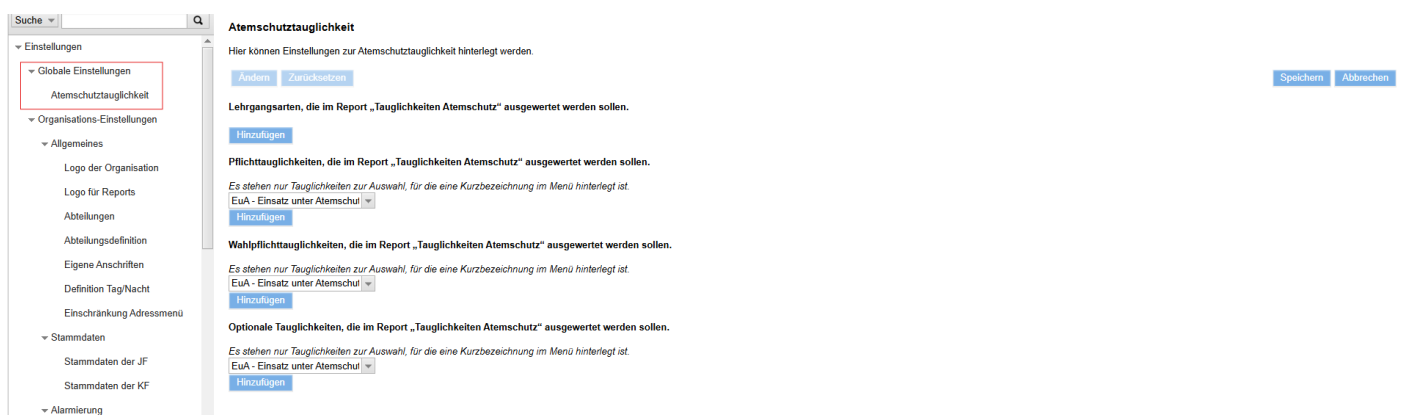 Suche
Einstellungen
Globale Einstellungen
Atemschutztauglichkeit
Organisations-Einstellungen
Allgemeines
Logo der Organisation
Logo für Reports
Abteilungen
Abteilungsdefinition
Eigene Anschriften
Definition Tag/Nacht
Einschränkung Adressmenü
Stammdaten
Stammdaten der JF
Stammdaten der KF
Alarmierung
Atemschutztauglichkeit
Hier können Einstellungen zur Atemschutztauglichkeit hinterlegt werden.
Ändern Zurücksetzen Speichern Abbrechen
Lehrgangsarten, die im Report „Tauglichkeiten Atemschutz“ ausgewertet werden sollen.
Hinzufügen
Pflichttauglichkeiten, die im Report „Tauglichkeiten Atemschutz“ ausgewertet werden sollen.
Es stehen nur Tauglichkeiten zur Auswahl, für die eine Kurzbezeichnung im Menü hinterlegt ist.
EuA - Einsatz unter Atemschut
Hinzufügen
Wahlpflichttauglichkeiten, die im Report „Tauglichkeiten Atemschutz“ ausgewertet werden sollen.
Es stehen nur Tauglichkeiten zur Auswahl, für die eine Kurzbezeichnung im Menü hinterlegt ist.
EuA - Einsatz unter Atemschut
Hinzufügen
Optionale Tauglichkeiten, die im Report „Tauglichkeiten Atemschutz“ ausgewertet werden sollen.
Es stehen nur Tauglichkeiten zur Auswahl, für die eine Kurzbezeichnung im Menü hinterlegt ist.
EuA - Einsatz unter Atemschut
Hinzufügen